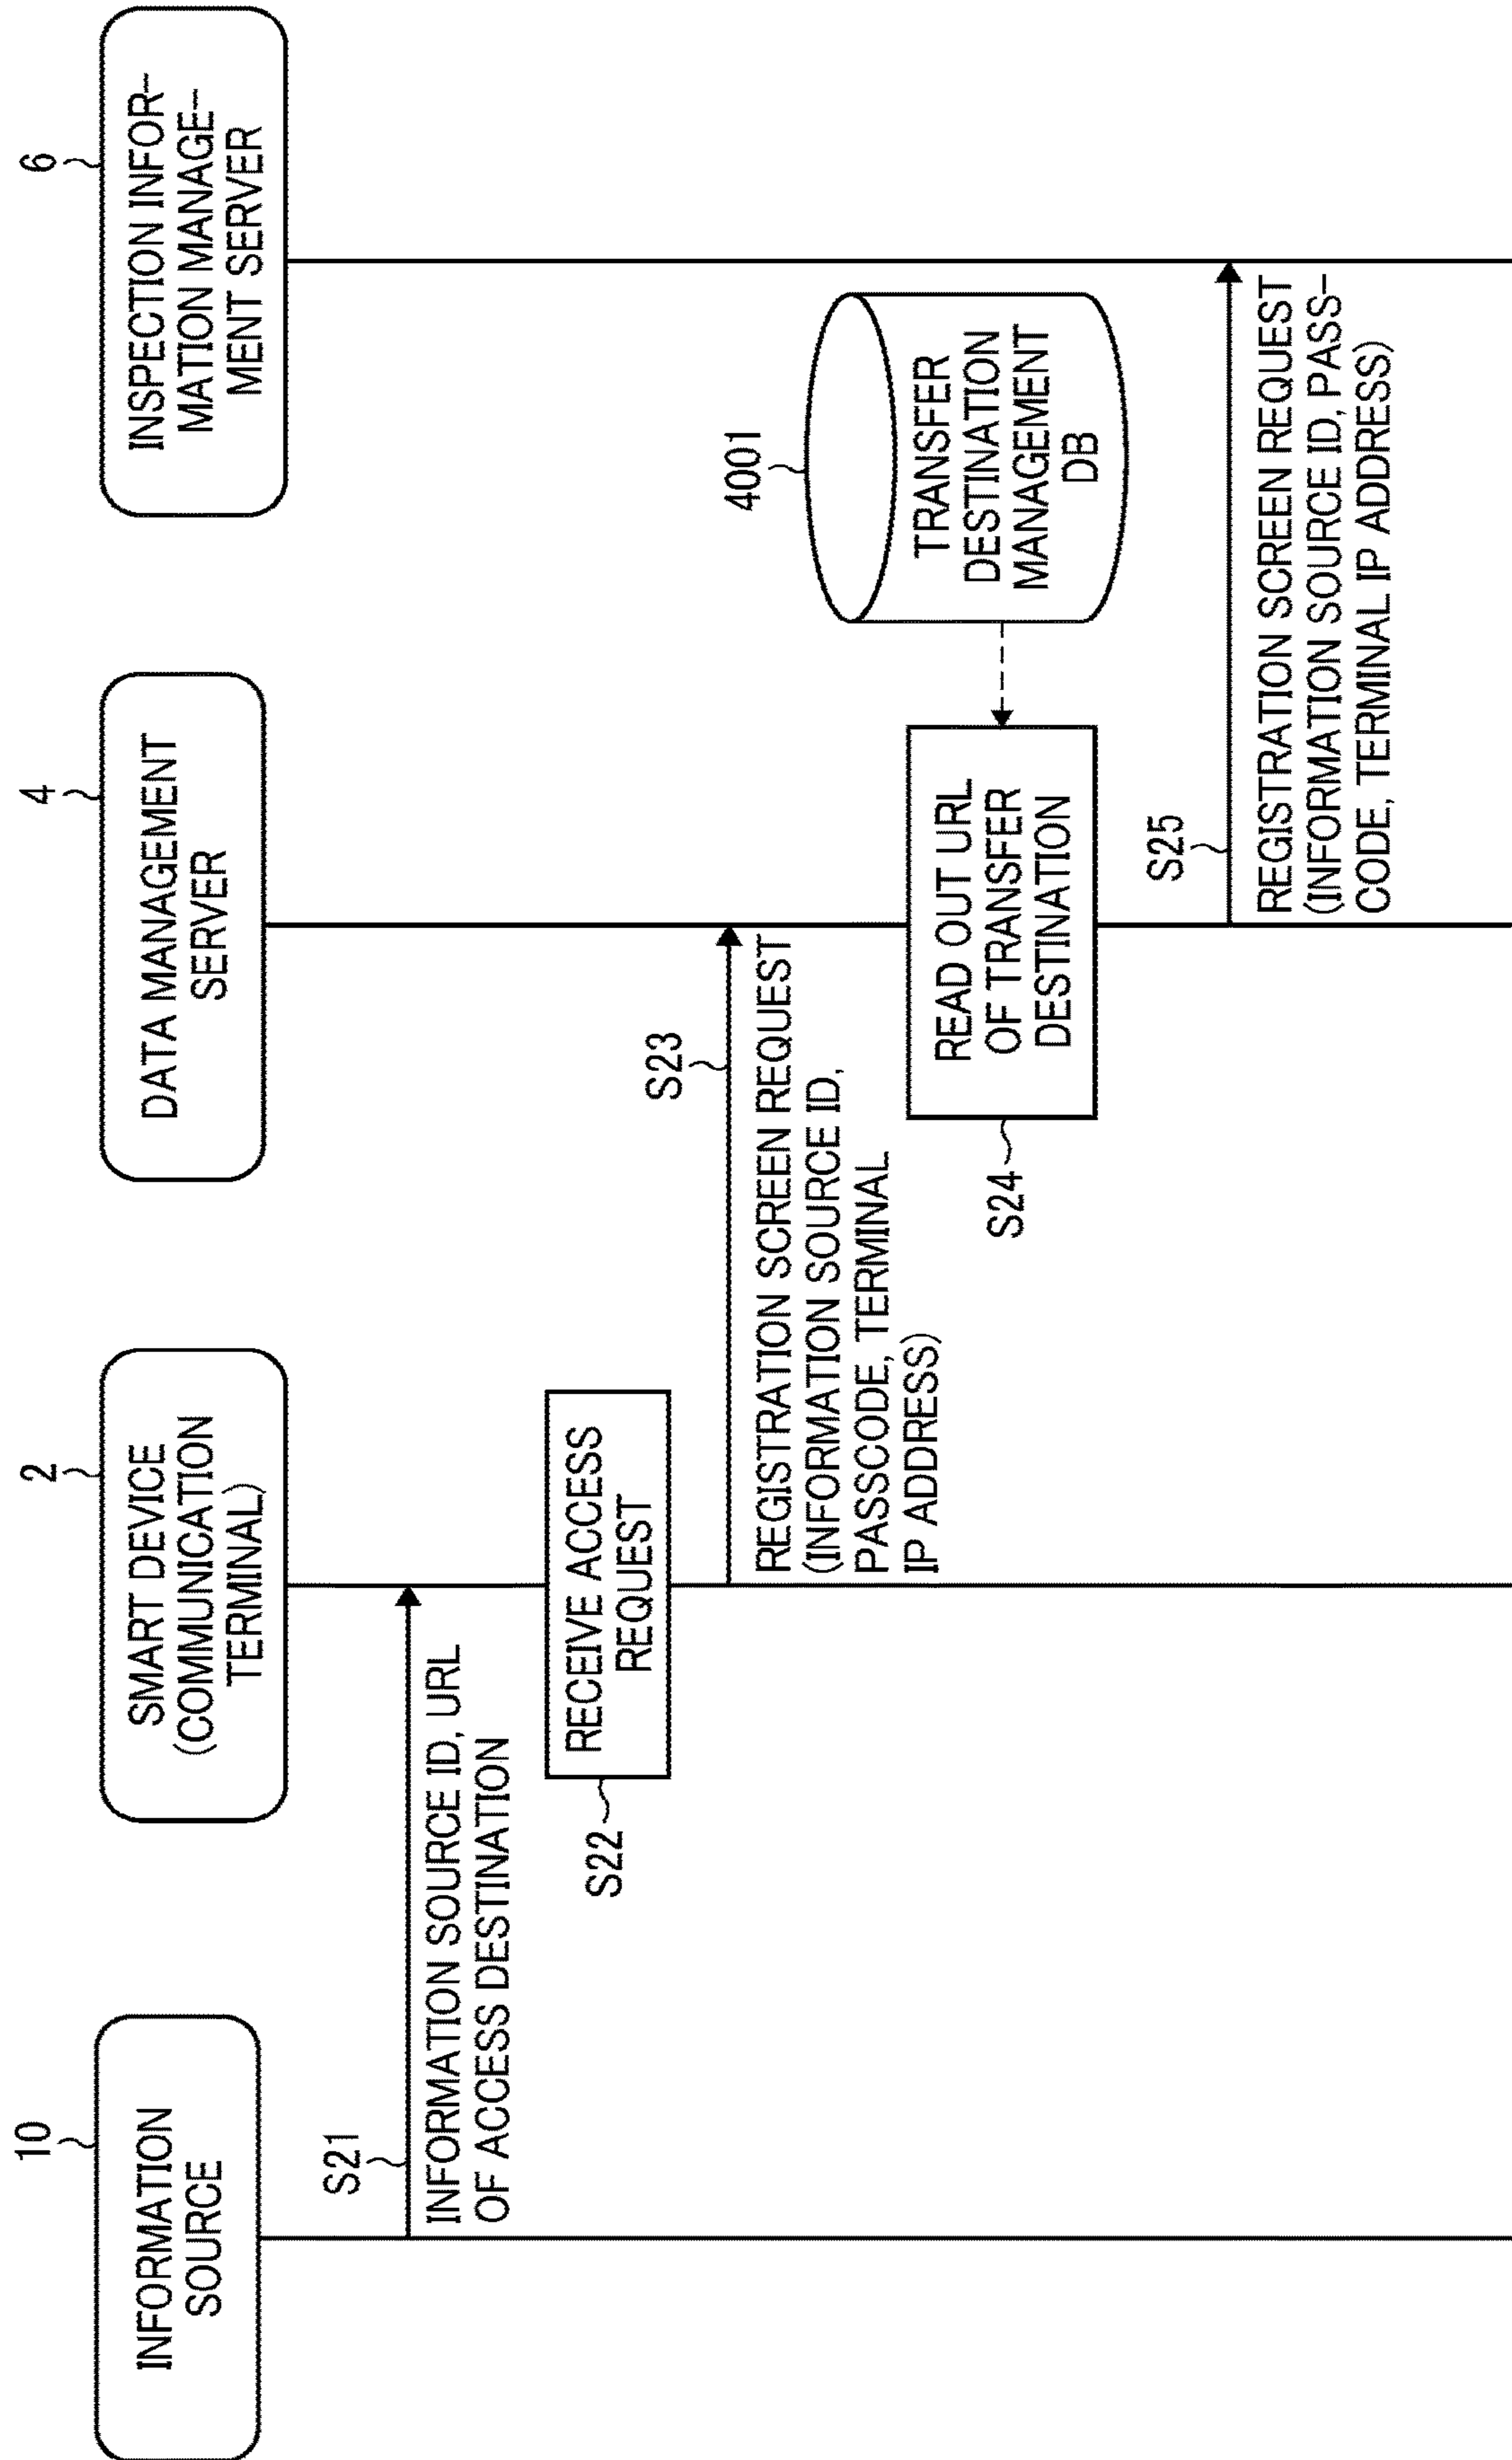 10
INFORMATION
SOURCE
2
SMART DEVICE
(COMMUNICATION
TERMINAL)
4
DATA MANAGEMENT
SERVER
6
INSPECTION INFOR-
MATION MANAGE-
MENT SERVER
S21
INFORMATION SOURCE ID, URL
OF ACCESS DESTINATION
S22
RECEIVE ACCESS
REQUEST
S23
REGISTRATION SCREEN REQUEST
(INFORMATION SOURCE ID,
PASSCODE, TERMINAL
IP ADDRESS)
4001
TRANSFER
DESTINATION
MANAGEMENT
DB
S24
READ OUT URL
OF TRANSFER
DESTINATION
S25
REGISTRATION SCREEN REQUEST
(INFORMATION SOURCE ID, PASS-
CODE, TERMINAL IP ADDRESS)